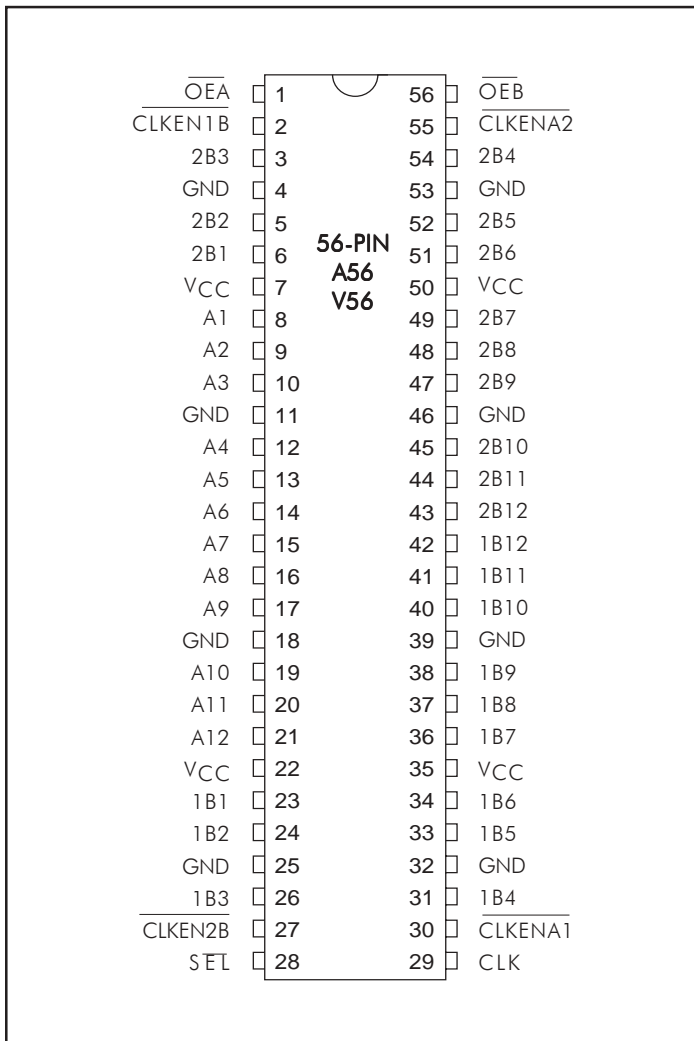 OEA 1 56 OEB
CLKEN1B 2 55 CLKENA2
2B3 3 54 2B4
GND 4 53 GND
2B2 5 52 2B5
2B1 6 51 2B6
56-PIN
A56
V56
VCC 7 50 VCC
A1 8 49 2B7
A2 9 48 2B8
A3 10 47 2B9
GND 11 46 GND
A4 12 45 2B10
A5 13 44 2B11
A6 14 43 2B12
A7 15 42 1B12
A8 16 41 1B11
A9 17 40 1B10
GND 18 39 GND
A10 19 38 1B9
A11 20 37 1B8
A12 21 36 1B7
VCC 22 35 VCC
1B1 23 34 1B6
1B2 24 33 1B5
GND 25 32 GND
1B3 26 31 1B4
CLKEN2B 27 30 CLKENA1
SEL 28 29 CLK